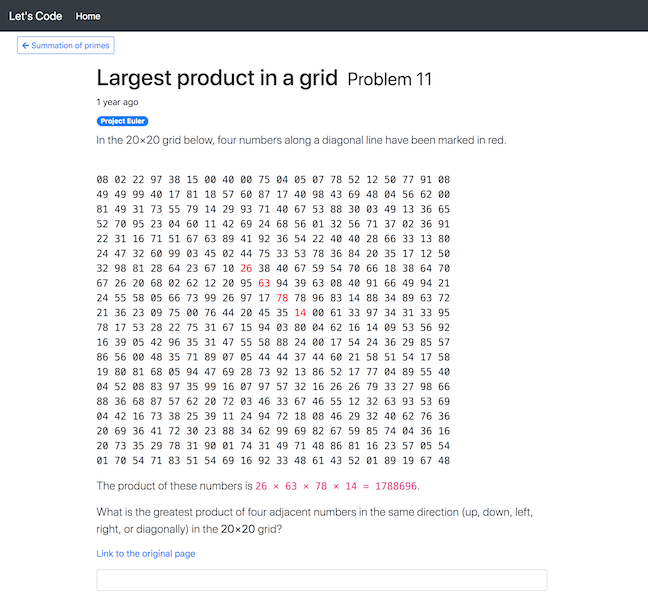 Let's Code Home
← Summation of primes
Largest product in a grid Problem 11
1 year ago
Project Euler
In the 20×20 grid below, four numbers along a diagonal line have been marked in red.
08 02 22 97 38 15 00 40 00 75 04 05 07 78 52 12 50 77 91 08
49 49 99 40 17 81 18 57 60 87 17 40 98 43 69 48 04 56 62 00
81 49 31 73 55 79 14 29 93 71 40 67 53 88 30 03 49 13 36 65
52 70 95 23 04 60 11 42 69 24 68 56 01 32 56 71 37 02 36 91
22 31 16 71 51 67 63 89 41 92 36 54 22 40 40 28 66 33 13 80
24 47 32 60 99 03 45 02 44 75 33 53 78 36 84 20 35 17 12 50
32 98 81 28 64 23 67 10 26 38 40 67 59 54 70 66 18 38 64 70
67 26 20 68 02 62 12 20 95 63 94 39 63 08 40 91 66 49 94 21
24 55 58 05 66 73 99 26 97 17 78 78 96 83 14 88 34 89 63 72
21 36 23 09 75 00 76 44 20 45 35 14 00 61 33 97 34 31 33 95
78 17 53 28 22 75 31 67 15 94 03 80 04 62 16 14 09 53 56 92
16 39 05 42 96 35 31 47 55 58 88 24 00 17 54 24 36 29 85 57
86 56 00 48 35 71 89 07 05 44 44 37 44 60 21 58 51 54 17 58
19 80 81 68 05 94 47 69 28 73 92 13 86 52 17 77 04 89 55 40
04 52 08 83 97 35 99 16 07 97 57 32 16 26 26 79 33 27 98 66
88 36 68 87 57 62 20 72 03 46 33 67 46 55 12 32 63 93 53 69
04 42 16 73 38 25 39 11 24 94 72 18 08 46 29 32 40 62 76 36
20 69 36 41 72 30 23 88 34 62 99 69 82 67 59 85 74 04 36 16
20 73 35 29 78 31 90 01 74 31 49 71 48 86 81 16 23 57 05 54
01 70 54 71 83 51 54 69 16 92 33 48 61 43 52 01 89 19 67 48
The product of these numbers is 26 × 63 × 78 × 14 = 1788696.
What is the greatest product of four adjacent numbers in the same direction (up, down, left,
right, or diagonally) in the 20×20 grid?
Link to the original page